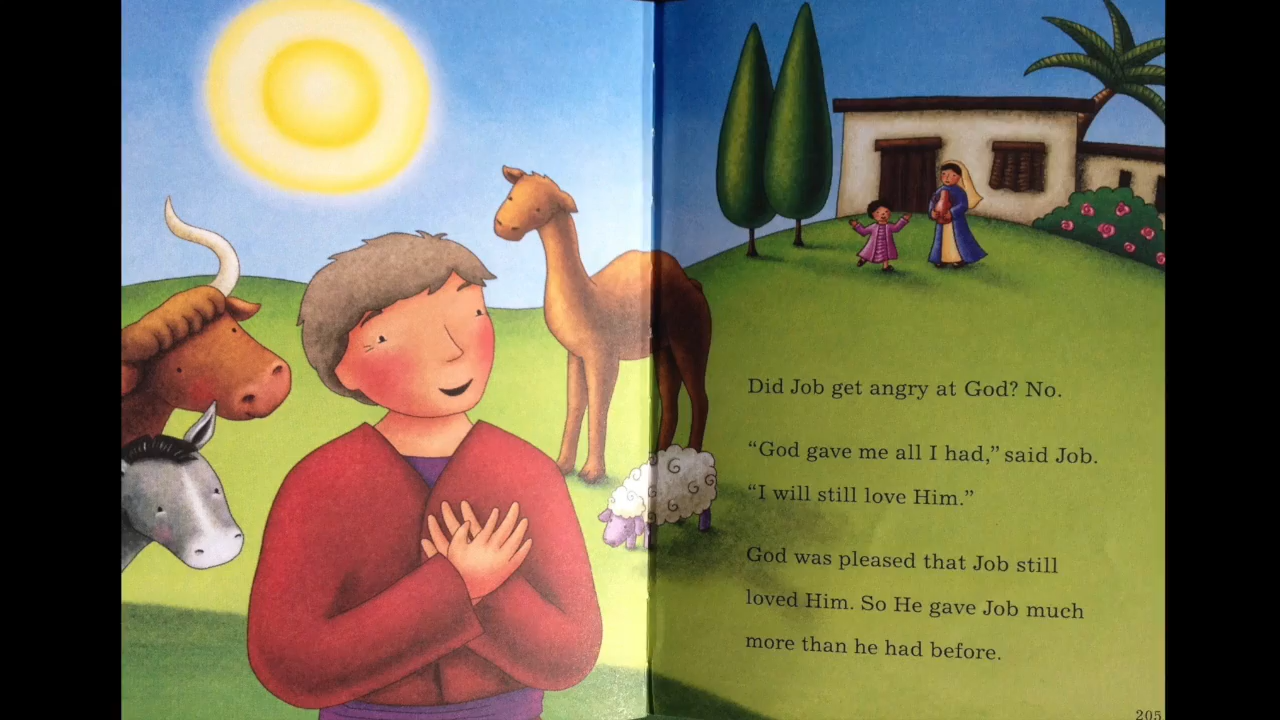 Did Job get angry at God? No.
“God gave me all I had,” said Job.
“I will still love Him.”
God was pleased that Job still
loved Him. So He gave Job much
more than he had before.
205